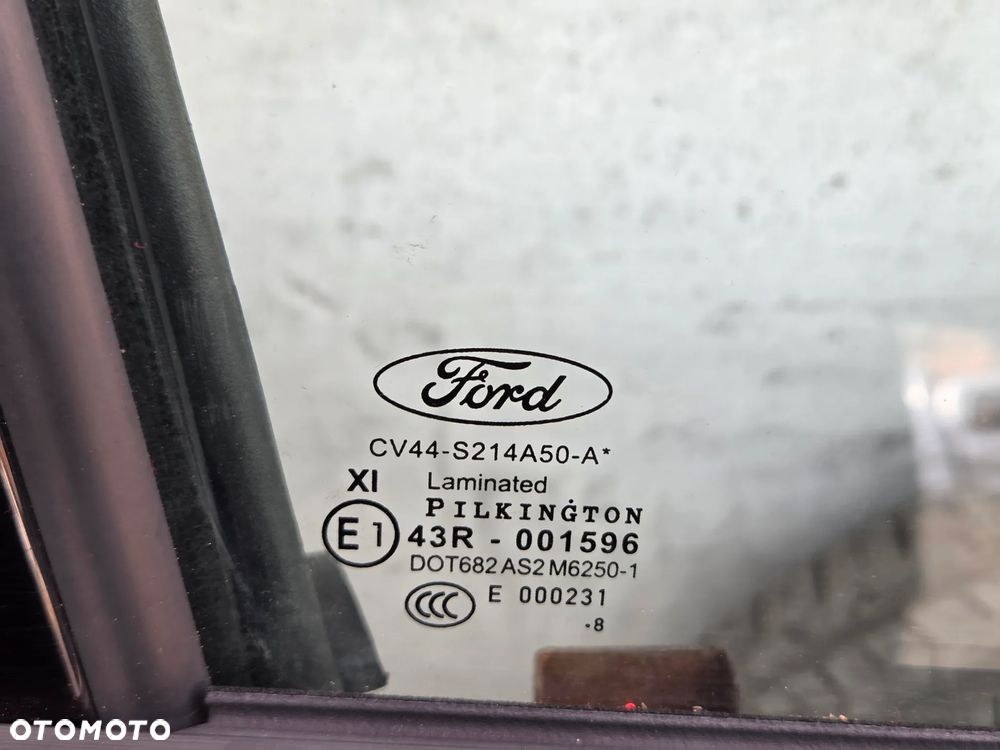 Ford
CV44-S214A50-A*
XI Laminated
PILKINGTON
E1 43R - 001596
DOT682 AS2 M6250-1
CCC E 000231
.8
OTOMOTO